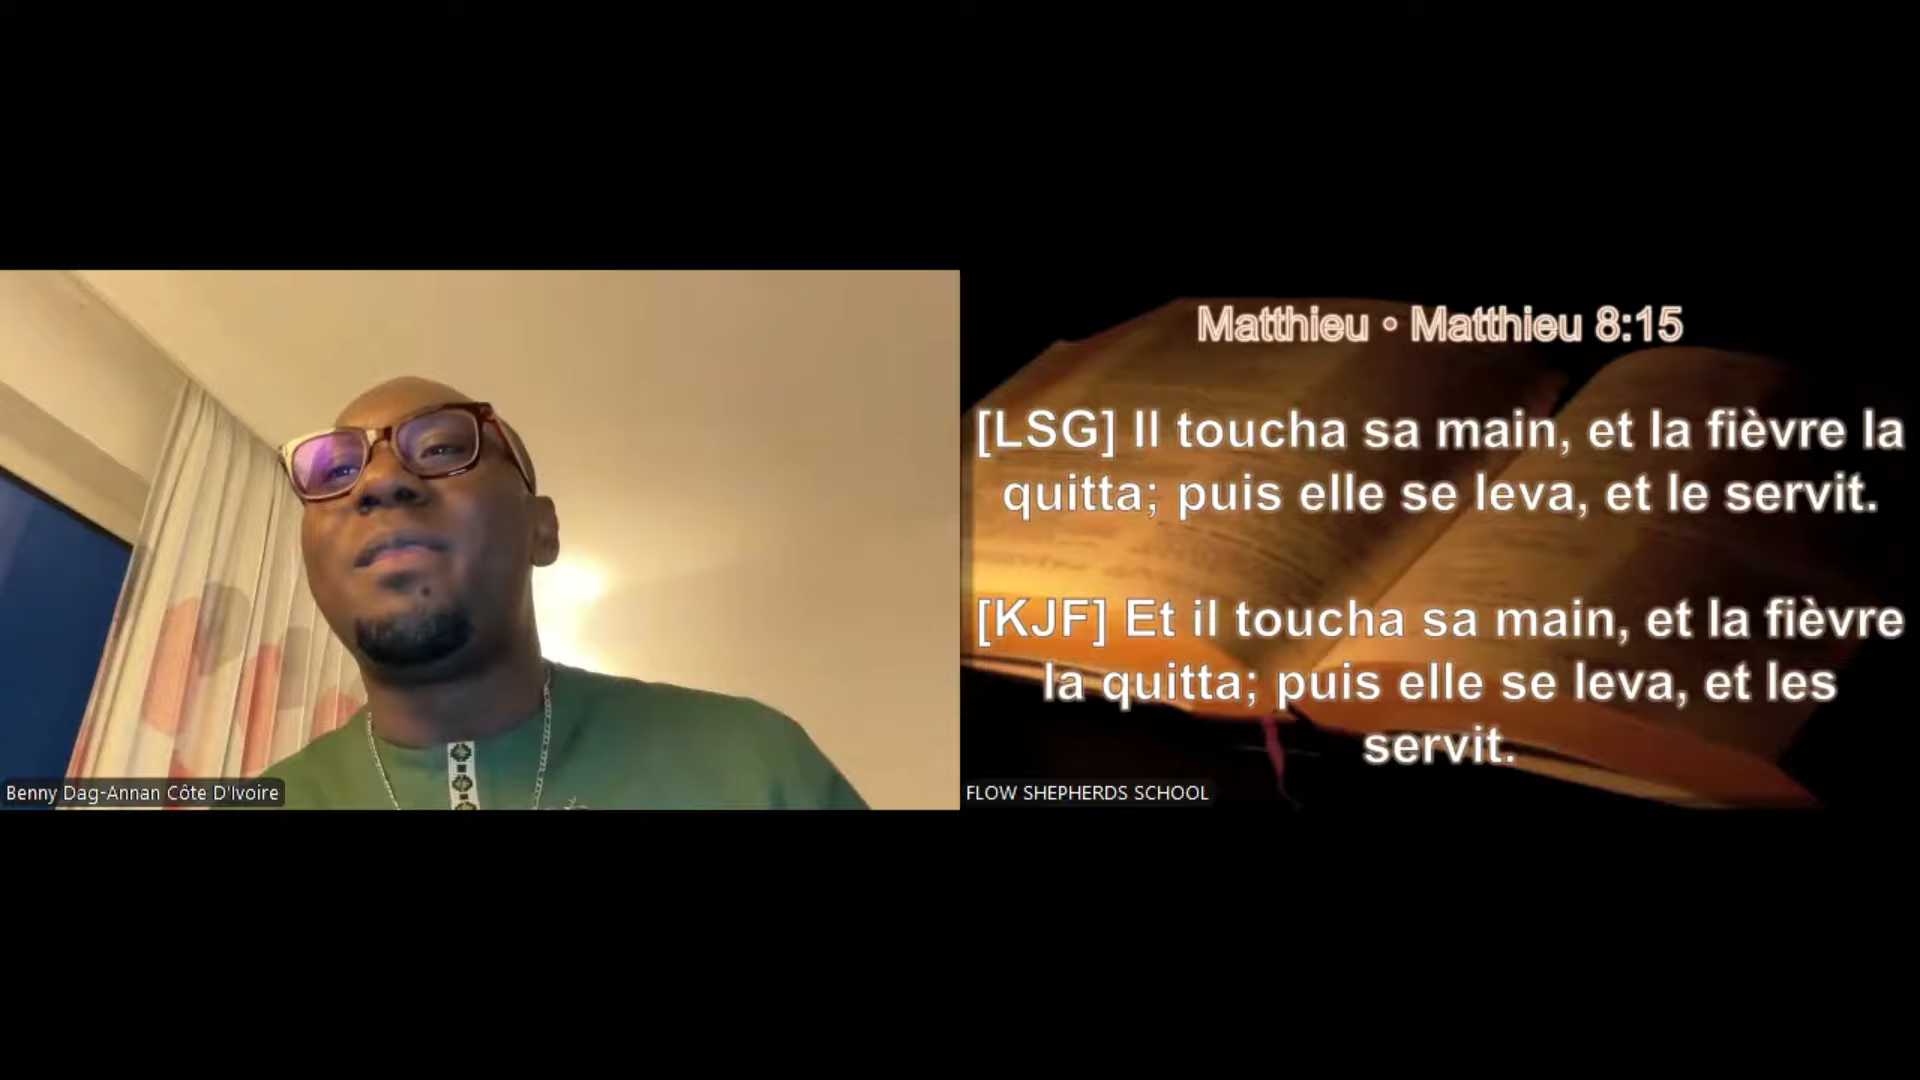 Matthieu • Matthieu 8:15
[LSG] Il toucha sa main, et la fièvre la
quitta; puis elle se leva, et le servit.
[KJF] Et il toucha sa main, et la fièvre
la quitta; puis elle se leva, et les
servit.
Benny Dag-Annan Côte D'Ivoire
FLOW SHEPHERDS SCHOOL